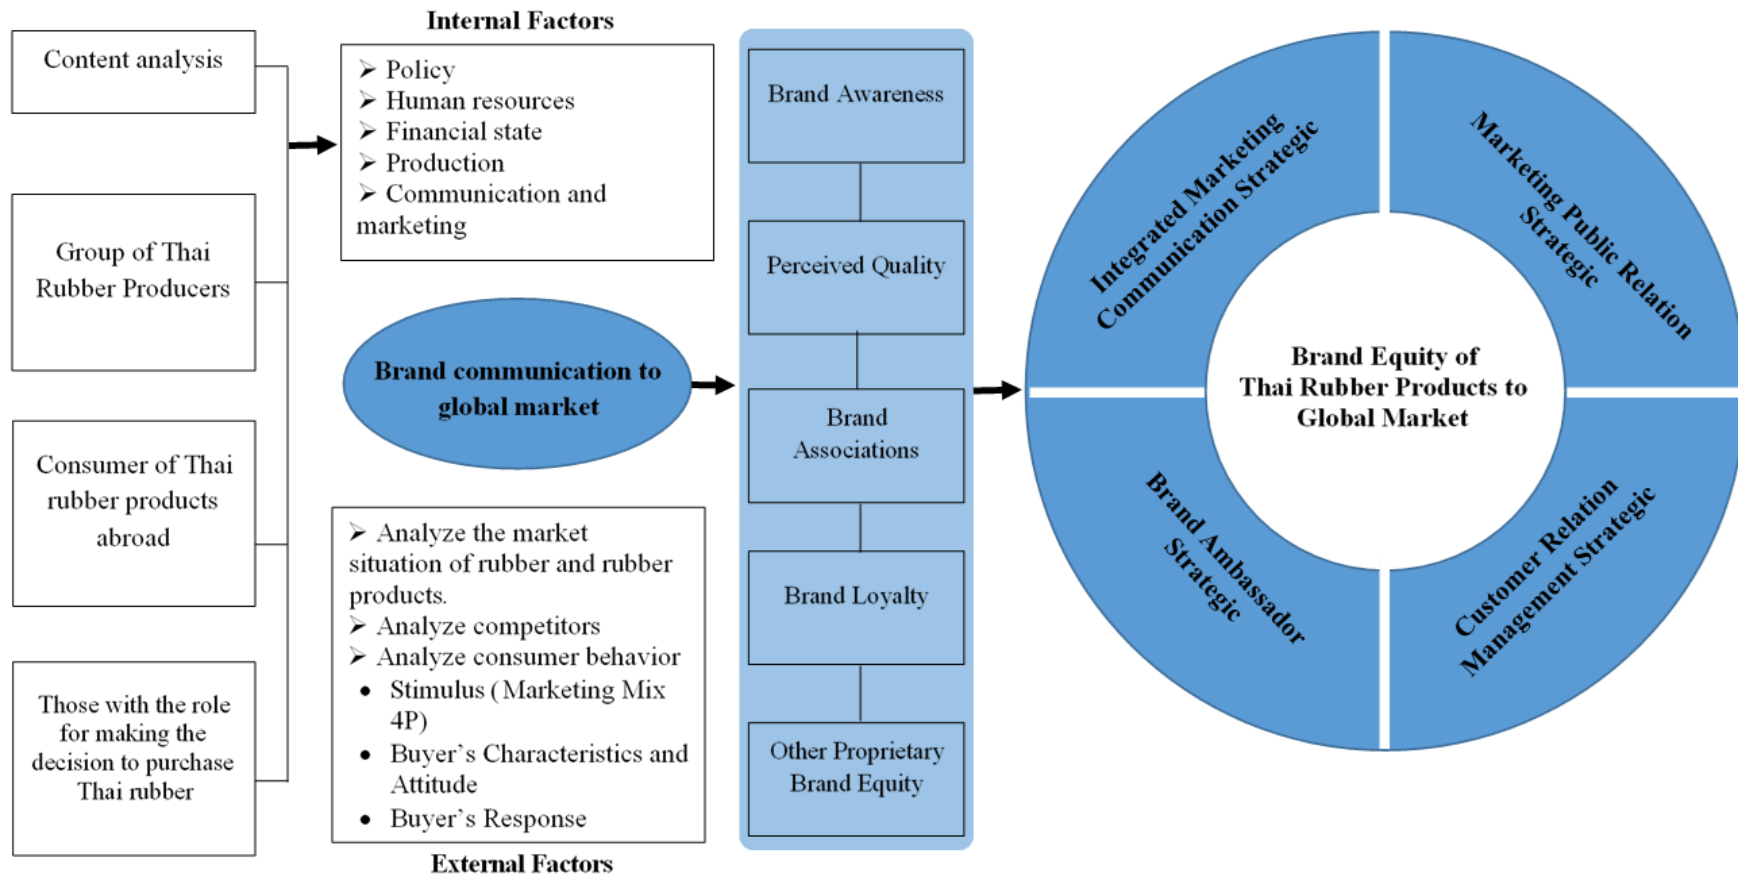 Content analysis
Group of Thai
Rubber Producers
Consumer of Thai
rubber products
abroad
Those with the role
for making the
decision to purchase
Thai rubber
Internal Factors
➢ Policy
➢ Human resources
➢ Financial state
➢ Production
➢ Communication and
marketing
Brand communication to
global market
➢ Analyze the market
situation of rubber and rubber
products.
➢ Analyze competitors
➢ Analyze consumer behavior
• Stimulus (Marketing Mix
4P)
• Buyer's Characteristics and
Attitude
• Buyer's Response
External Factors
Brand Awareness
Perceived Quality
Brand
Associations
Brand Loyalty
Other Proprietary
Brand Equity
Integrated Marketing
Communication Strategic
Marketing Public Relation
Strategic
Brand Equity of
Thai Rubber Products to
Global Market
Brand Ambassador
Strategic
Customer Relation
Management Strategic